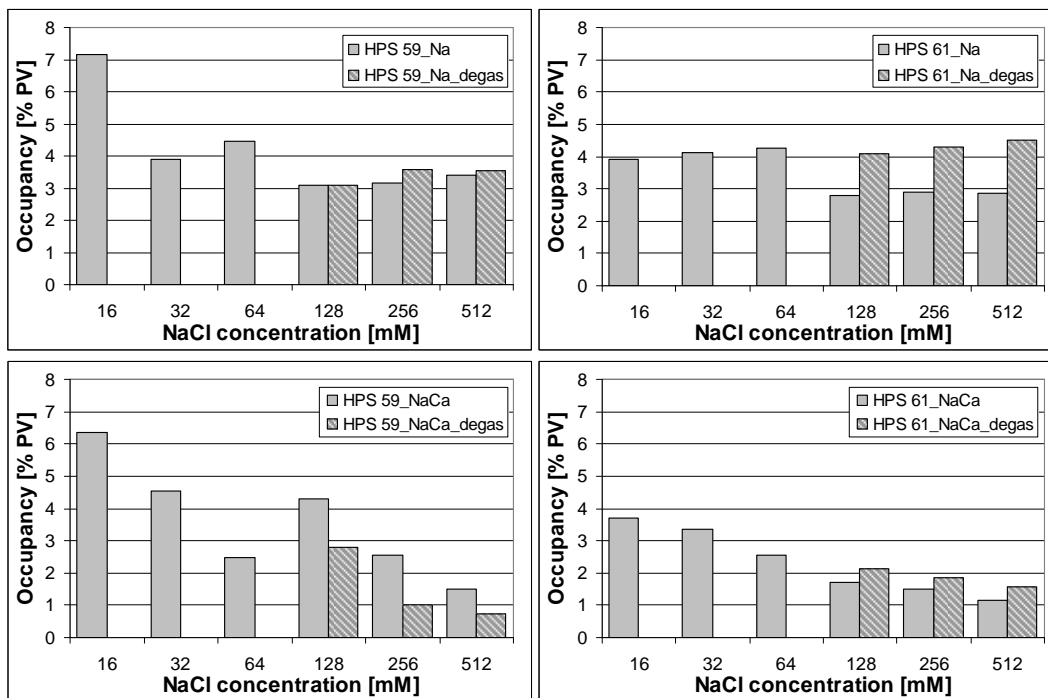 Occupancy [% PV]
8
7
6
5
4
3
2
1
0
HPS 59_Na
HPS 59_Na_degas
16 32 64 128 256 512
NaCl concentration [mM]
Occupancy [% PV]
8
7
6
5
4
3
2
1
0
HPS 61_Na
HPS 61_Na_degas
16 32 64 128 256 512
NaCl concentration [mM]
Occupancy [% PV]
8
7
6
5
4
3
2
1
0
HPS 59_NaCa
HPS 59_NaCa_degas
16 32 64 128 256 512
NaCl concentration [mM]
Occupancy [% PV]
8
7
6
5
4
3
2
1
0
HPS 61_NaCa
HPS 61_NaCa_degas
16 32 64 128 256 512
NaCl concentration [mM]